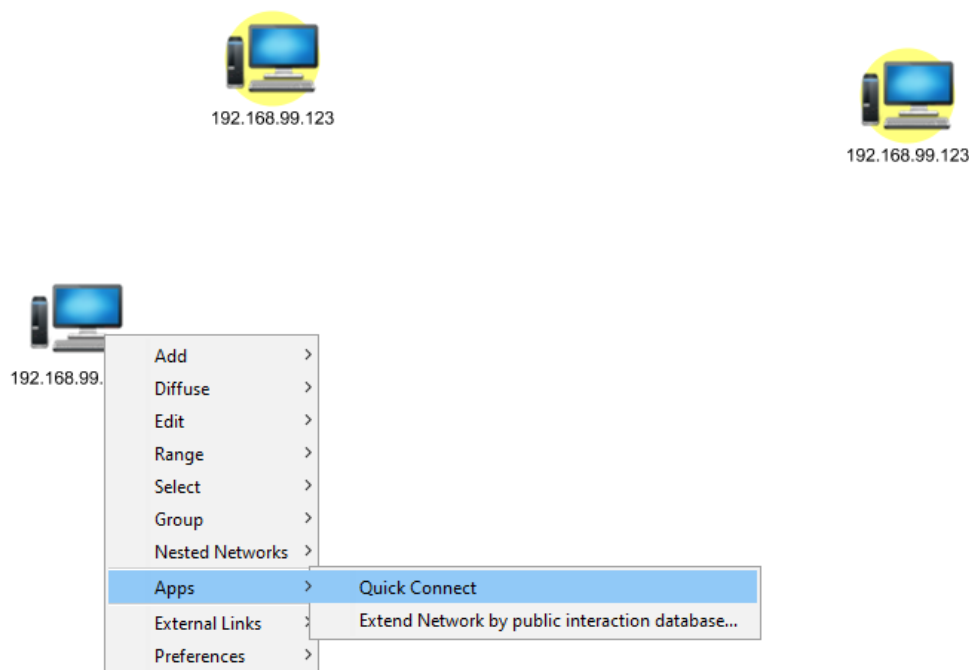 192.168.99.123
192.168.99.123
192.168.99.
Add
Diffuse
Edit
Range
Select
Group
Nested Networks
Apps
Quick Connect
External Links
Extend Network by public interaction database...
Preferences